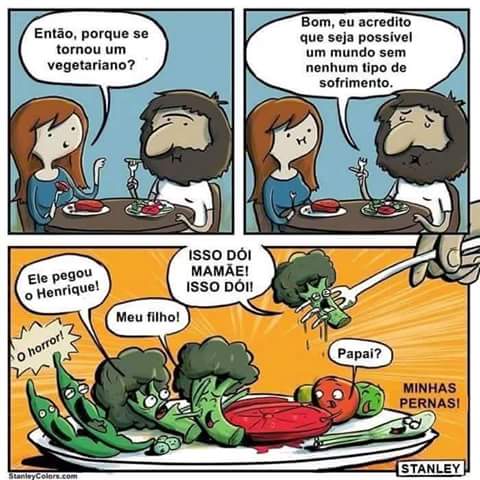 Então, porque se
tornou um
vegetariano?
Bom, eu acredito
que seja possível
um mundo sem
nenhum tipo de
sofrimento.
Ele pegou
o Henrique!
ISSO DÓI
MAMÃE!
ISSO DÓI!
Meu filho!
O horror!
Papai?
MINHAS
PERNAS!
StanleyColors.com
STANLEY